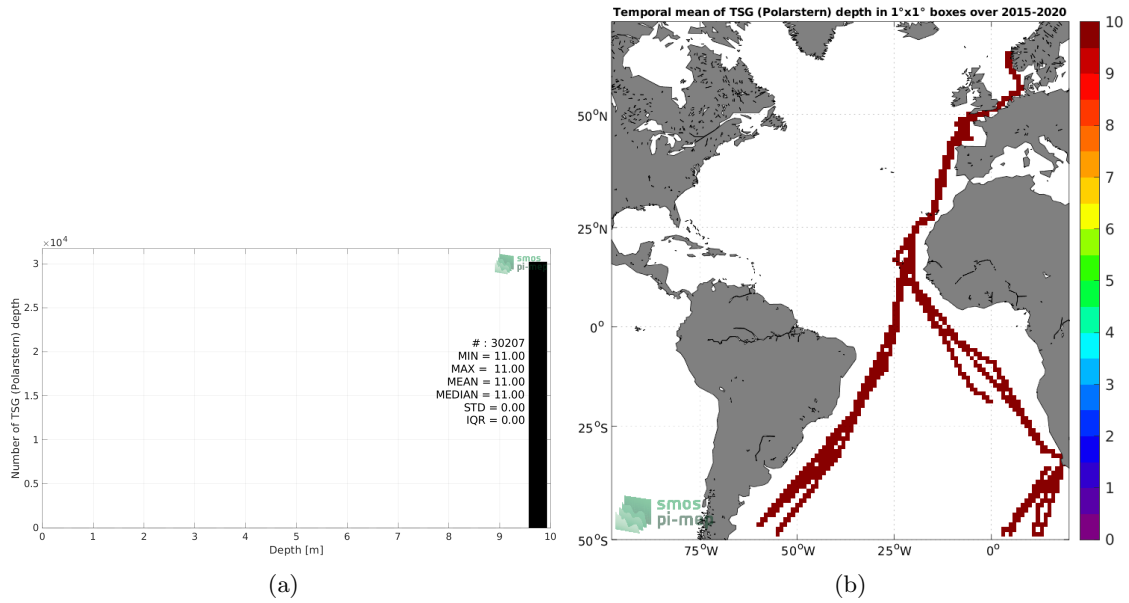 Temporal mean of TSG (Polarstern) depth in 1°x1° boxes over 2015-2020
×10⁴
3
2.5
2
1.5
1
0.5
0
Number of TSG (Polarstern) depth
smos
pi-mep
# : 30207
MIN = 11.00
MAX = 11.00
MEAN = 11.00
MEDIAN = 11.00
STD = 0.00
IQR = 0.00
0 1 2 3 4 5 6 7 8 9 10
Depth [m]
(a)
50°N
25°N
0°
25°S
50°S
75°W 50°W 25°W 0°
smos
pi-mep
10
9
8
7
6
5
4
3
2
1
0
(b)